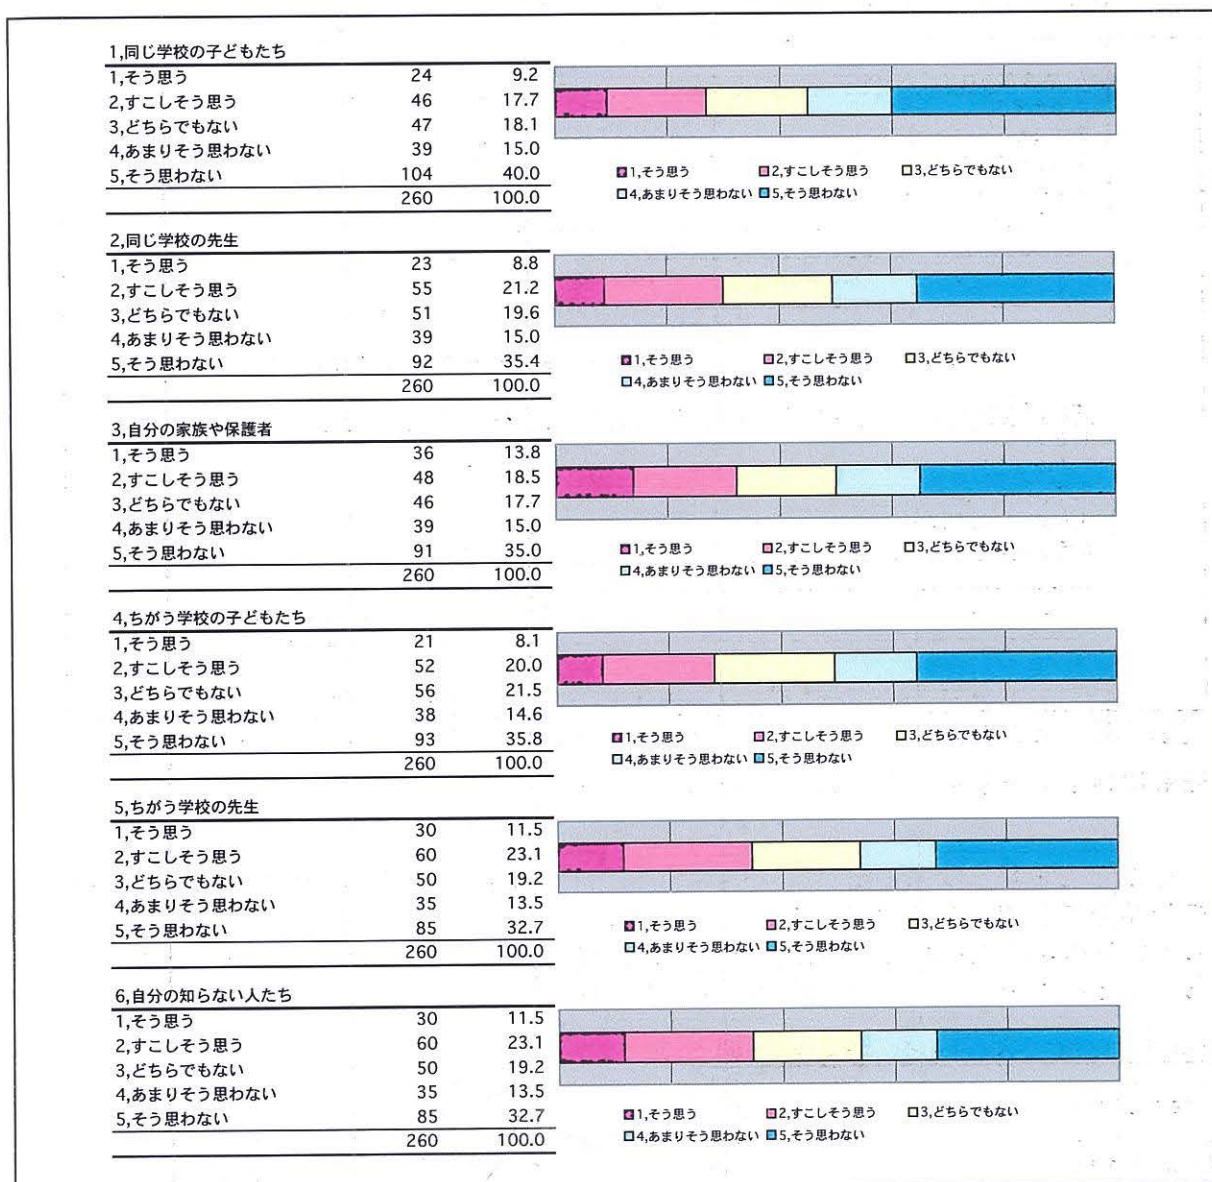 1,同じ学校の子どもたち
1,そう思う 24 9.2
2,すこしそう思う 46 17.7
3,どちらでもない 47 18.1
4,あまりそう思わない 39 15.0
5,そう思わない 104 40.0
260 100.0
1,そう思う 2,すこしそう思う 3,どちらでもない
4,あまりそう思わない 5,そう思わない
2,同じ学校の先生
1,そう思う 23 8.8
2,すこしそう思う 55 21.2
3,どちらでもない 51 19.6
4,あまりそう思わない 39 15.0
5,そう思わない 92 35.4
260 100.0
1,そう思う 2,すこしそう思う 3,どちらでもない
4,あまりそう思わない 5,そう思わない
3,自分の家族や保護者
1,そう思う 36 13.8
2,すこしそう思う 48 18.5
3,どちらでもない 46 17.7
4,あまりそう思わない 39 15.0
5,そう思わない 91 35.0
260 100.0
1,そう思う 2,すこしそう思う 3,どちらでもない
4,あまりそう思わない 5,そう思わない
4,ちがう学校の子どもたち
1,そう思う 21 8.1
2,すこしそう思う 52 20.0
3,どちらでもない 56 21.5
4,あまりそう思わない 38 14.6
5,そう思わない 93 35.8
260 100.0
1,そう思う 2,すこしそう思う 3,どちらでもない
4,あまりそう思わない 5,そう思わない
5,ちがう学校の先生
1,そう思う 30 11.5
2,すこしそう思う 60 23.1
3,どちらでもない 50 19.2
4,あまりそう思わない 35 13.5
5,そう思わない 85 32.7
260 100.0
1,そう思う 2,すこしそう思う 3,どちらでもない
4,あまりそう思わない 5,そう思わない
6,自分の知らない人たち
1,そう思う 30 11.5
2,すこしそう思う 60 23.1
3,どちらでもない 50 19.2
4,あまりそう思わない 35 13.5
5,そう思わない 85 32.7
260 100.0
1,そう思う 2,すこしそう思う 3,どちらでもない
4,あまりそう思わない 5,そう思わない